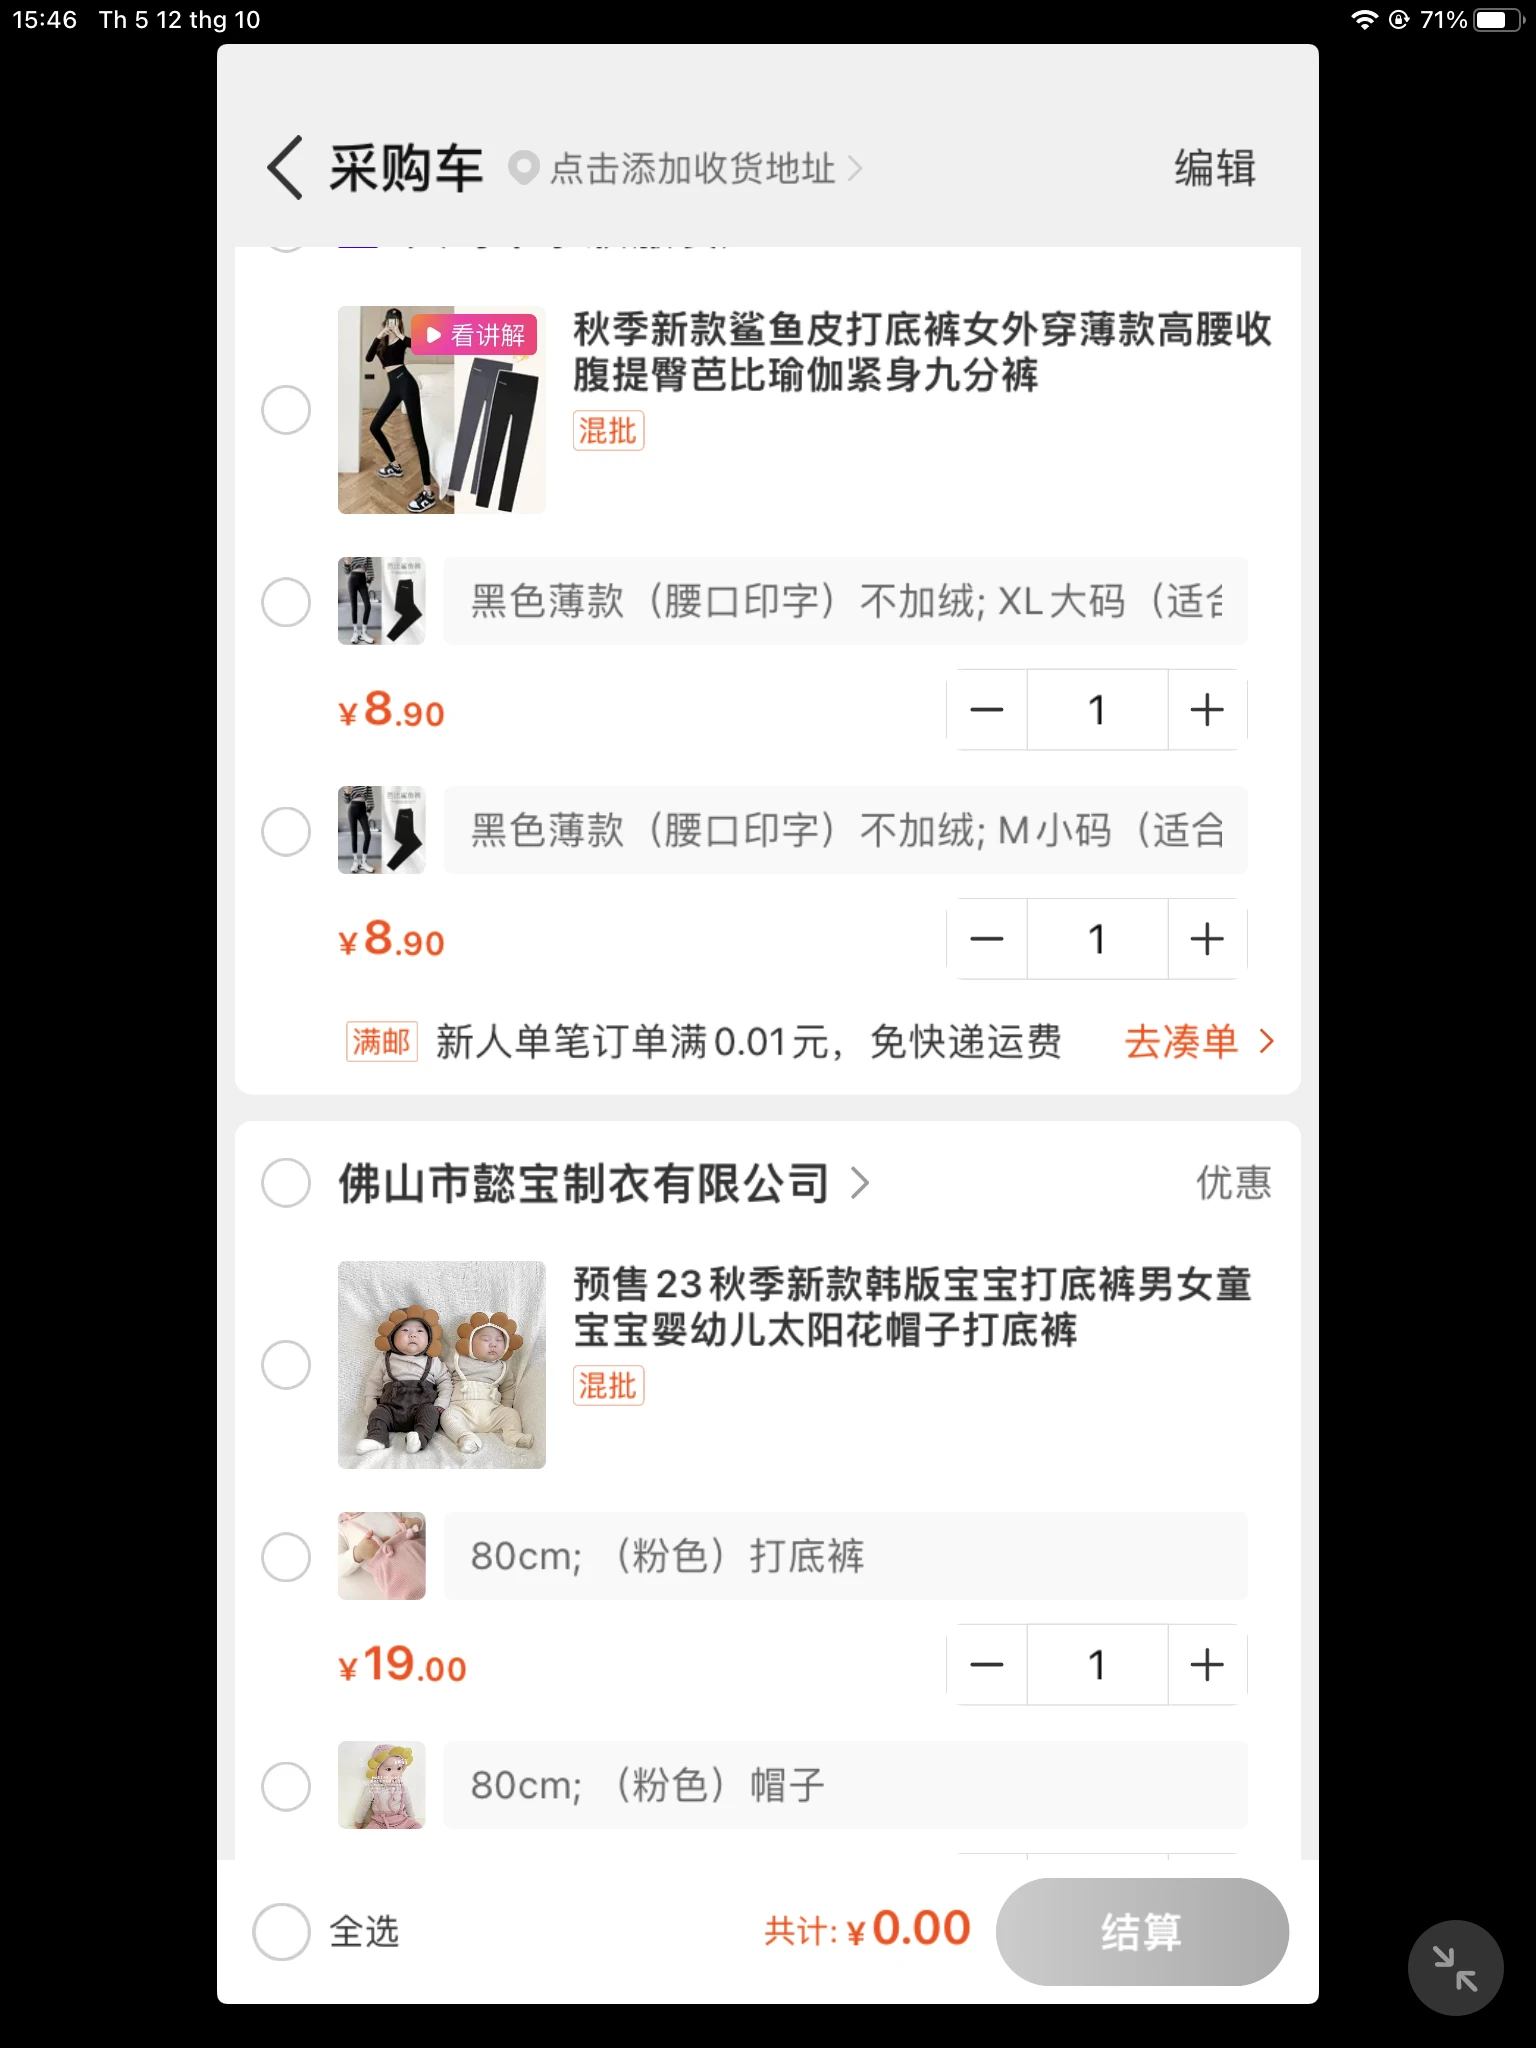 15:46 Th 5 12 thg 10
71%
采购车 点击添加收货地址
编辑
看讲解
秋季新款鲨鱼皮打底裤女外穿薄款高腰收
腹提臀芭比瑜伽紧身九分裤
混批
黑色薄款（腰口印字）不加绒; XL大码（适合
¥8.90
1
黑色薄款（腰口印字）不加绒; M小码（适合
¥8.90
1
满邮 新人单笔订单满0.01元，免快递运费 去凑单
佛山市懿宝制衣有限公司
优惠
预售23秋季新款韩版宝宝打底裤男女童
宝宝婴幼儿太阳花帽子打底裤
混批
80cm; （粉色）打底裤
¥19.00
1
80cm; （粉色）帽子
全选 共计: ¥0.00 结算